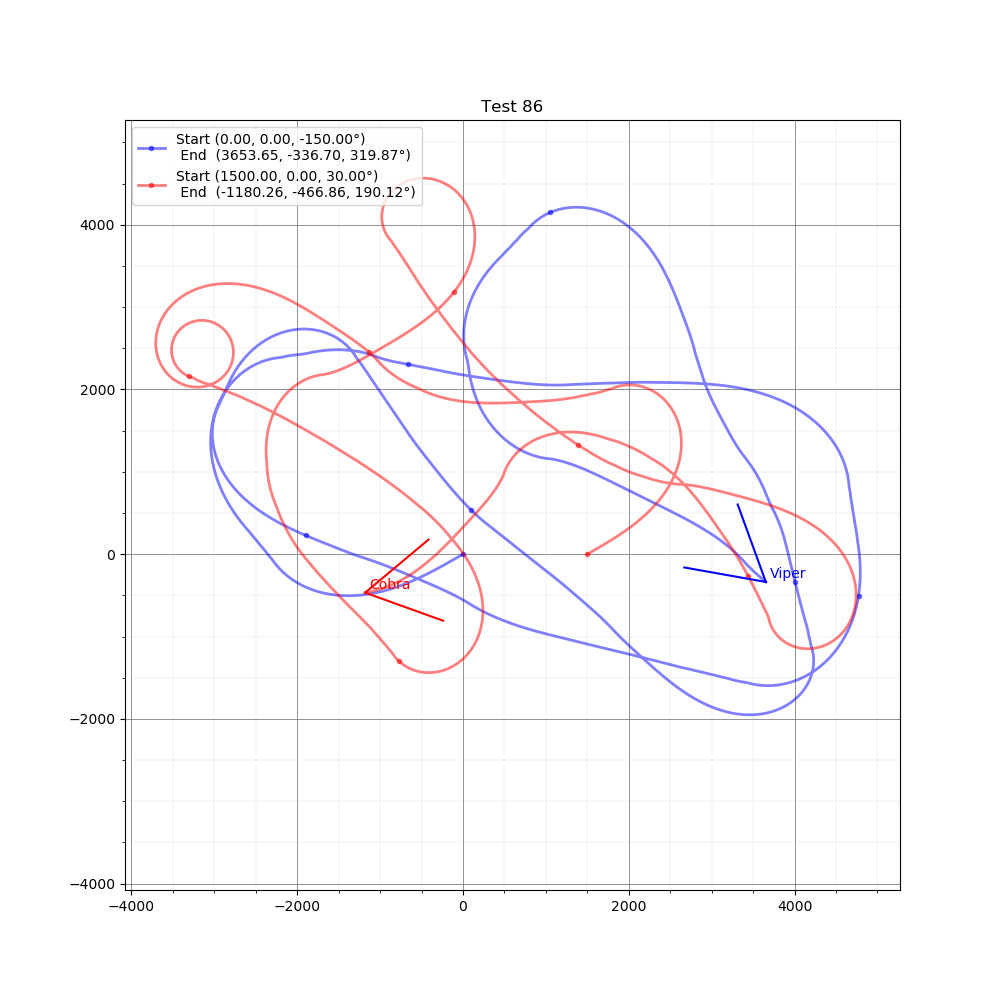 Test 86
Start (0.00, 0.00, -150.00°)
End  (3653.65, -336.70, 319.87°)
Start (1500.00, 0.00, 30.00°)
End  (-1180.26, -466.86, 190.12°)
4000
2000
0
−2000
−4000
Cobra
Viper
−4000 −2000 0 2000 4000